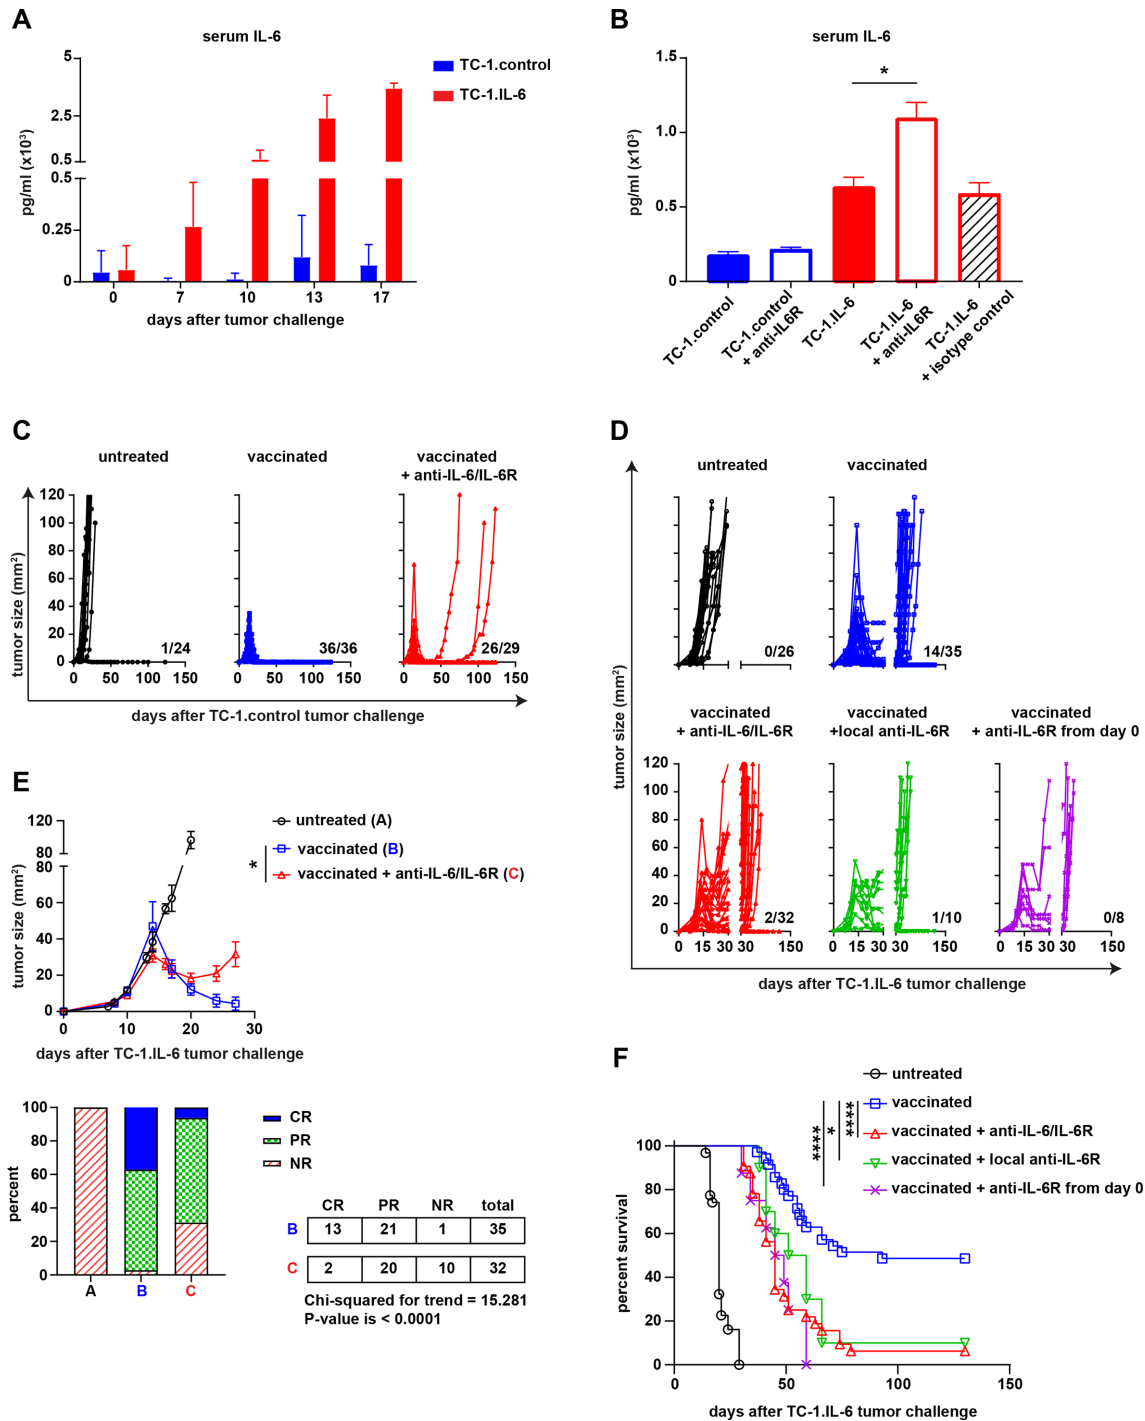 A
serum IL-6
5
2.5
0.5
0.5
0.25
0
pg/ml (x10³)
0 7 10 13 17
days after tumor challenge
TC-1.control
TC-1.IL-6
B
serum IL-6
1.5
1.0
0.5
0
pg/ml (x10³)
*
TC-1.control
TC-1.control
+ anti-IL6R
TC-1.IL-6
TC-1.IL-6
+ anti-IL6R
TC-1.IL-6
+ isotype control
C
untreated
vaccinated
vaccinated
+ anti-IL-6/IL-6R
120
100
80
60
40
20
0
tumor size (mm²)
1/24
36/36
26/29
0 50 100 150
0 50 100 150
0 50 100 150
days after TC-1.control tumor challenge
D
untreated
vaccinated
0/26
14/35
tumor size (mm²)
vaccinated
+ anti-IL-6/IL-6R
vaccinated
+local anti-IL-6R
vaccinated
+ anti-IL-6R from day 0
120
100
80
60
40
20
0
2/32
1/10
0/8
0 15 30 150
0 15 30 30 150
0 15 30 150
days after TC-1.IL-6 tumor challenge
E
120
100
80
80
60
40
20
0
tumor size (mm²)
untreated (A)
vaccinated (B)
vaccinated + anti-IL-6/IL-6R (C)
*
0 10 20 30
days after TC-1.IL-6 tumor challenge
100
80
60
40
20
0
percent
A B C
CR
PR
NR
CR PR NR total
B 13 21 1 35
C 2 20 10 32
Chi-squared for trend = 15.281
P-value is < 0.0001
F
untreated
vaccinated
vaccinated + anti-IL-6/IL-6R
vaccinated + local anti-IL-6R
vaccinated + anti-IL-6R from day 0
****
*
****
100
80
60
40
20
0
percent survival
0 50 100 150
days after TC-1.IL-6 tumor challenge